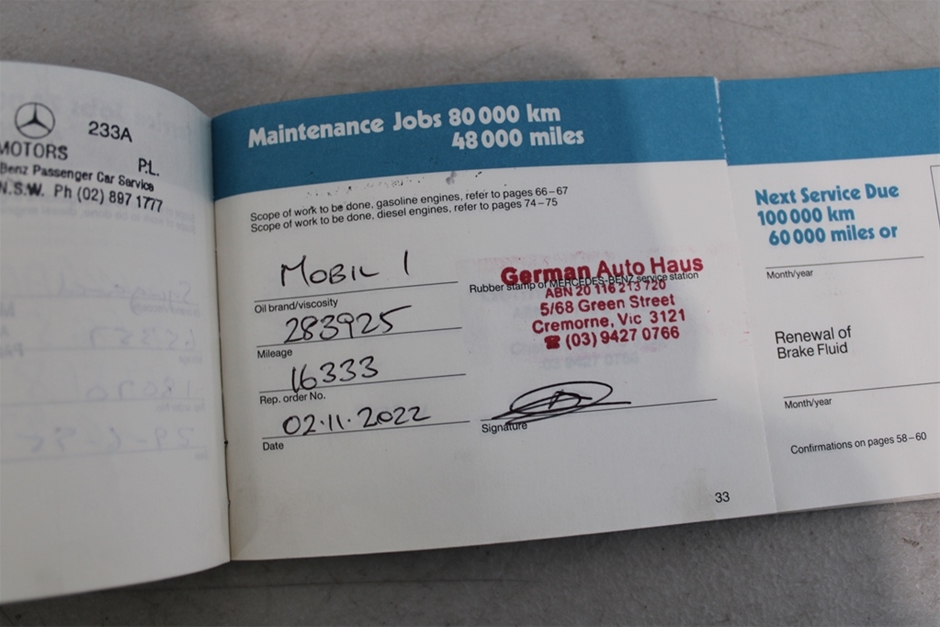 233A
MOTORS
P.L.
Benz Passenger Car Service
N.S.W. Ph (02) 897 1777
Maintenance Jobs 80 000 km
48 000 miles
Scope of work to be done, gasoline engines, refer to pages 66–67
Scope of work to be done, diesel engines, refer to pages 74–75
MOBIL 1
Oil brand/viscosity
283925
Mileage
16333
Rep. order No.
02.11.2022
Date
German Auto Haus
Rubber stamp of MERCEDES-BENZ service station
ABN 20 116 213 720
5/68 Green Street
Cremorne, Vic 3121
☎ (03) 9427 0766
Signature
33
Next Service Due
100 000 km
60 000 miles or
Month/year
Renewal of
Brake Fluid
Month/year
Confirmations on pages 58–60